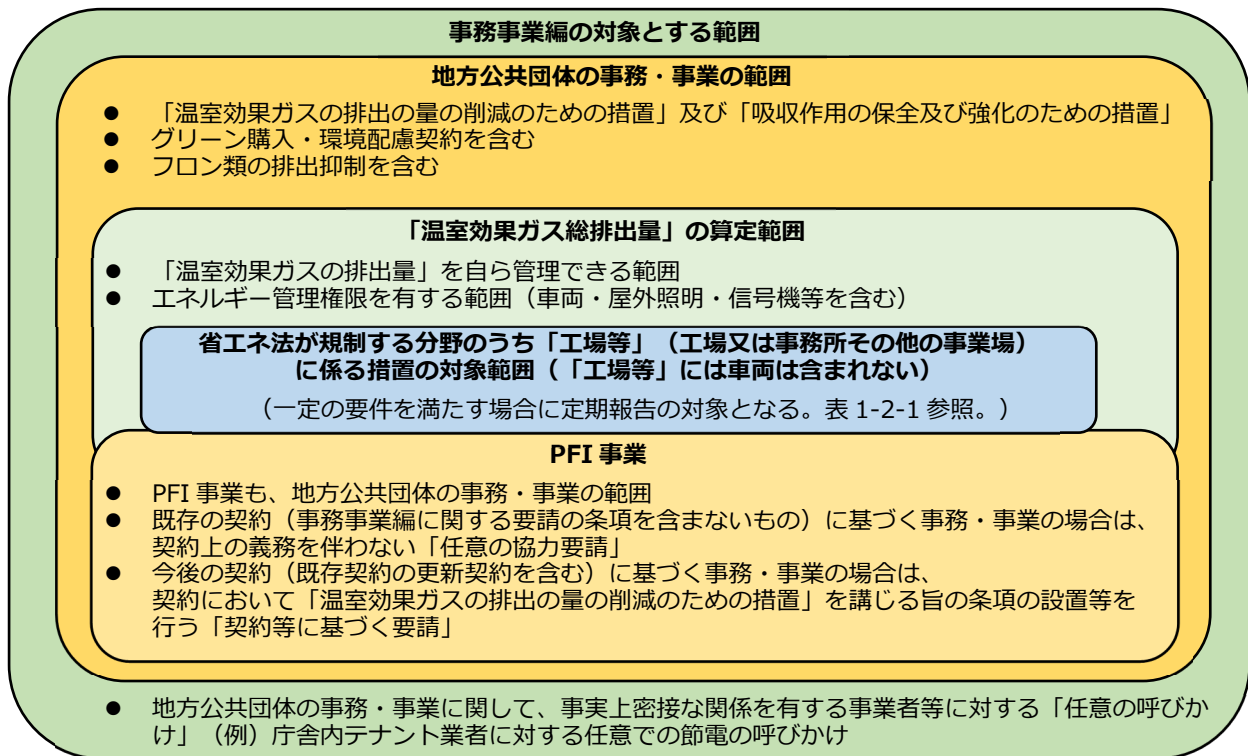 事務事業編の対象とする範囲
地方公共団体の事務・事業の範囲
● 「温室効果ガスの排出の量の削減のための措置」及び「吸収作用の保全及び強化のための措置」
● グリーン購入・環境配慮契約を含む
● フロン類の排出抑制を含む
「温室効果ガス総排出量」の算定範囲
● 「温室効果ガスの排出量」を自ら管理できる範囲
● エネルギー管理権限を有する範囲（車両・屋外照明・信号機等を含む）
省エネ法が規制する分野のうち「工場等」（工場又は事務所その他の事業場）
に係る措置の対象範囲（「工場等」には車両は含まれない）
（一定の要件を満たす場合に定期報告の対象となる。表 1-2-1 参照。）
PFI 事業
● PFI 事業も、地方公共団体の事務・事業の範囲
● 既存の契約（事務事業編に関する要請の条項を含まないもの）に基づく事務・事業の場合は、
契約上の義務を伴わない「任意の協力要請」
● 今後の契約（既存契約の更新契約を含む）に基づく事務・事業の場合は、
契約において「温室効果ガスの排出の量の削減のための措置」を講じる旨の条項の設置等を
行う「契約等に基づく要請」
● 地方公共団体の事務・事業に関して、事実上密接な関係を有する事業者等に対する「任意の呼びか
け」（例）庁舎内テナント業者に対する任意での節電の呼びかけ